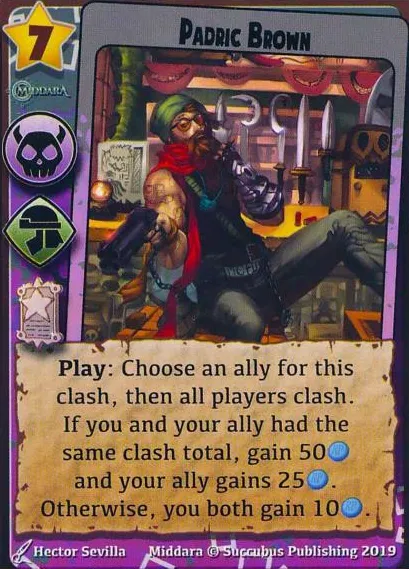 7
Padric Brown
Middara
Play: Choose an ally for this
clash, then all players clash.
If you and your ally had the
same clash total, gain 50
and your ally gains 25.
Otherwise, you both gain 10.
Hector Sevilla Middara © Succubus Publishing 2019